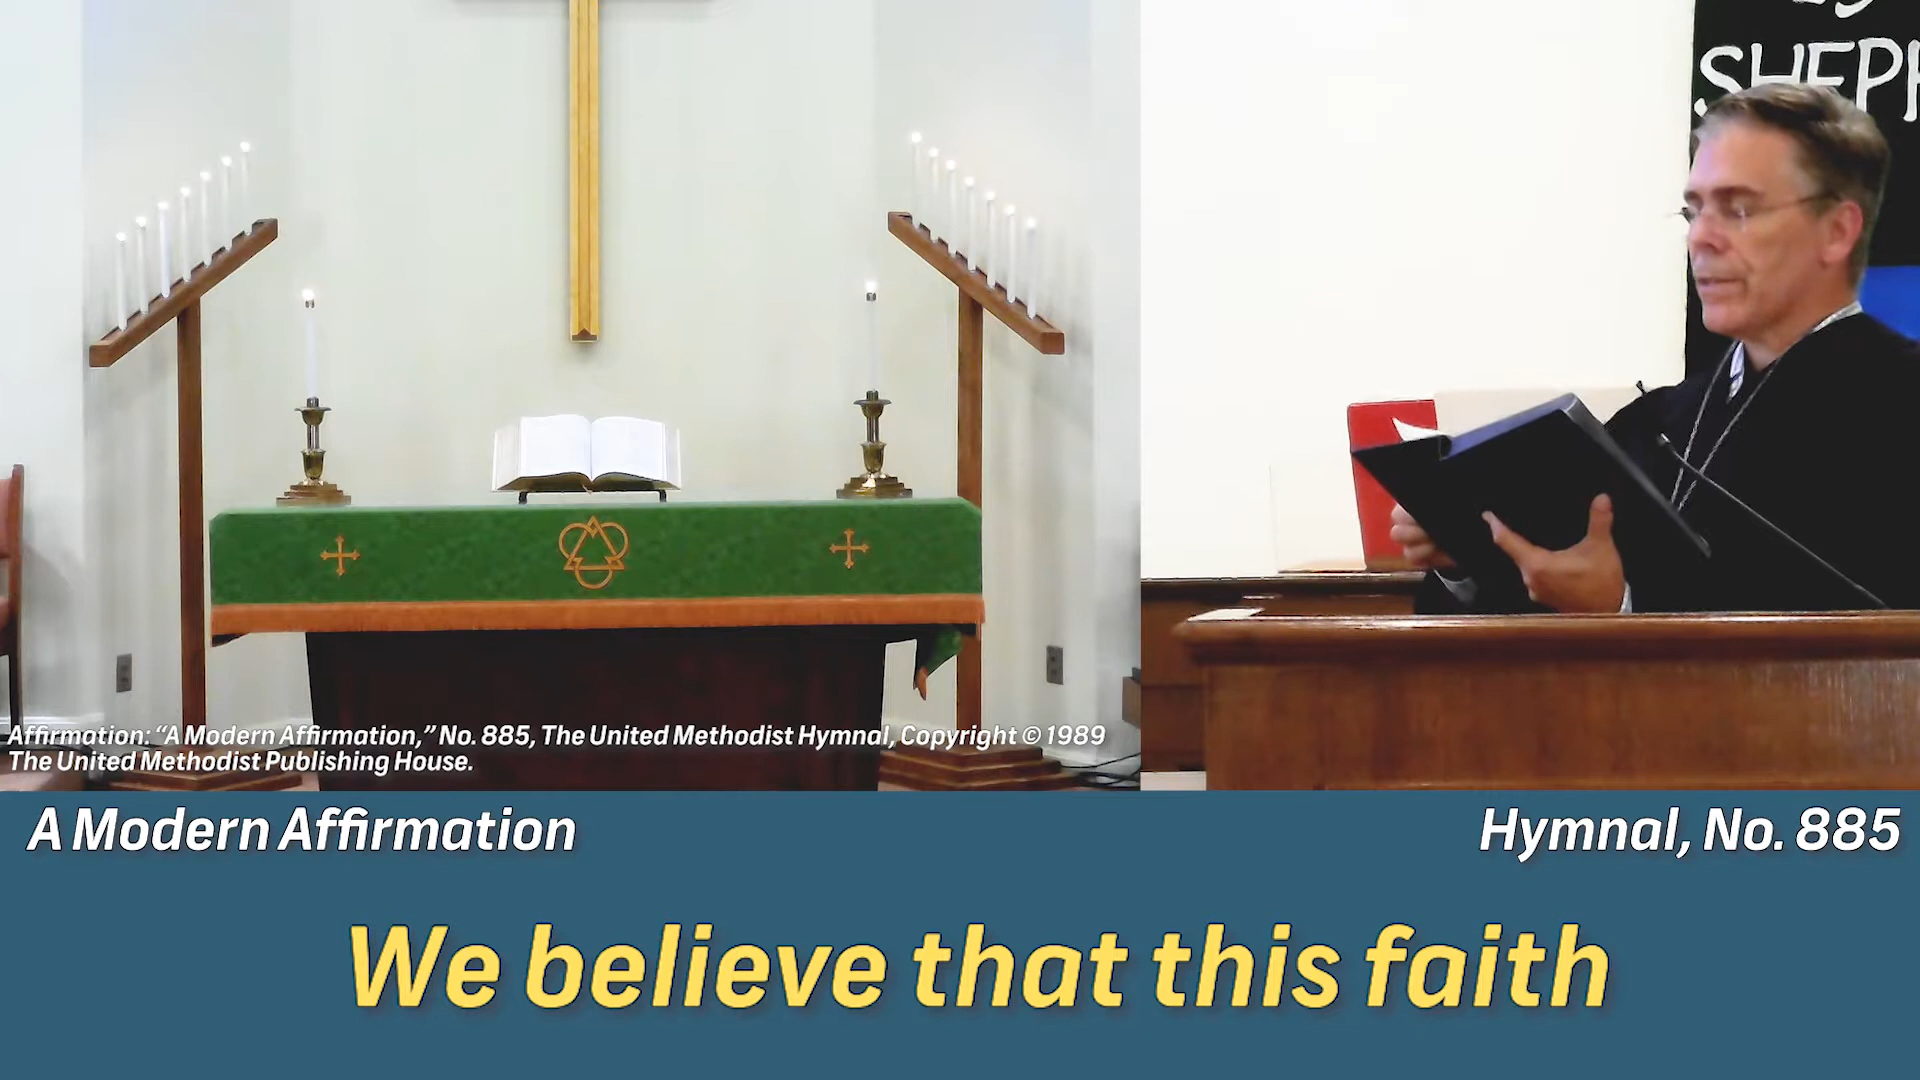 SHEPH
Affirmation: “A Modern Affirmation,” No. 885, The United Methodist Hymnal, Copyright © 1989
The United Methodist Publishing House.
A Modern Affirmation
Hymnal, No. 885
We believe that this faith